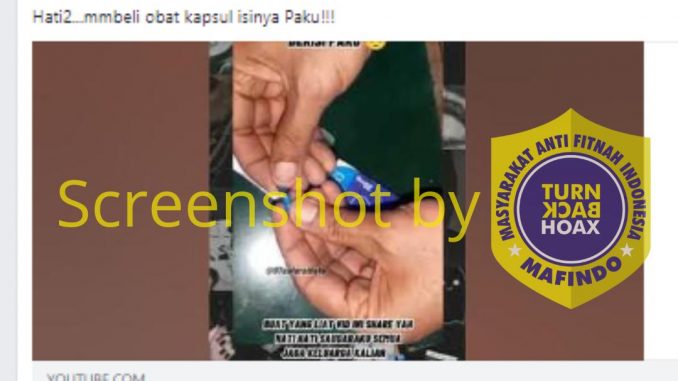 Hati2...mmbeli obat kapsul isinya Paku!!!
BERISI PAKU
Screenshot by
MASYARAKAT ANTI FITNAH INDONESIA
TURN
BACK
HOAX
MAFINDO
BUAT YANG LIAT VID INI SHARE YAH
HATI HATI SAUDARAKU SEMUA
JAGA KELUARGA KALIAN
YOUTUBE.COM